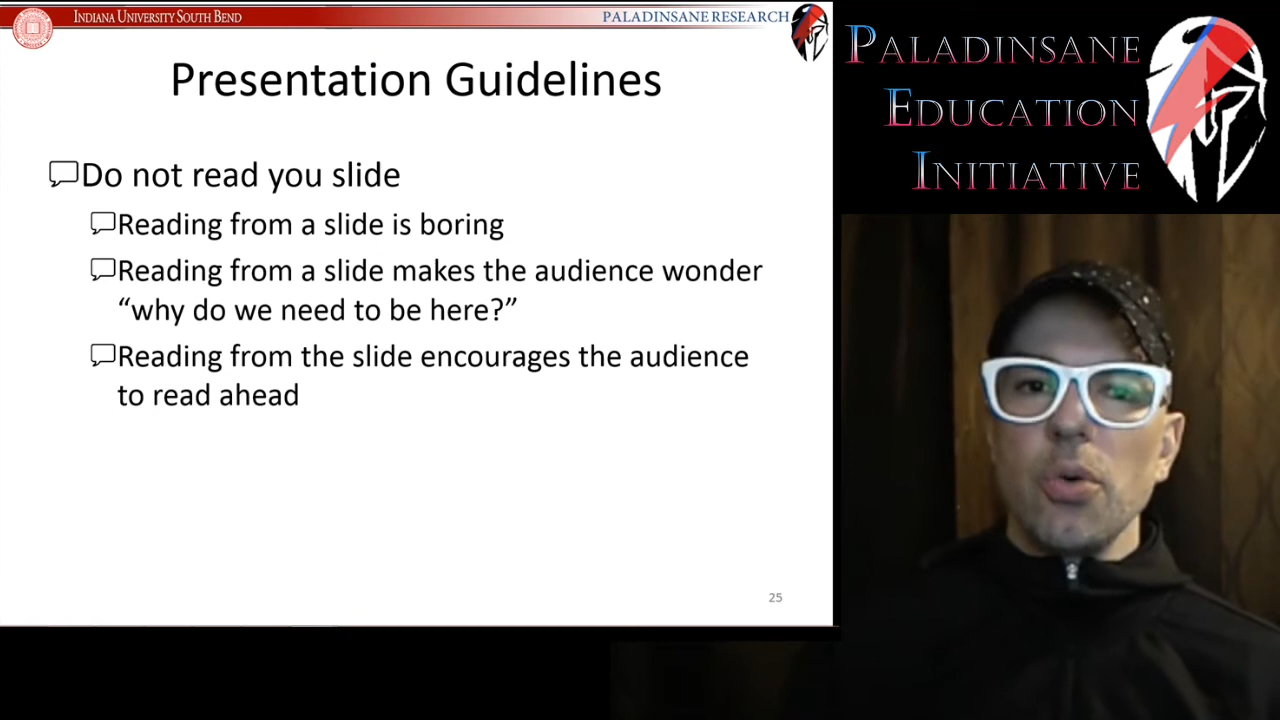 INDIANA UNIVERSITY SOUTH BEND
PALADINSANE RESEARCH
Presentation Guidelines
Do not read you slide
Reading from a slide is boring
Reading from a slide makes the audience wonder
“why do we need to be here?”
Reading from the slide encourages the audience
to read ahead
25
PALADINSANE
EDUCATION
INITIATIVE